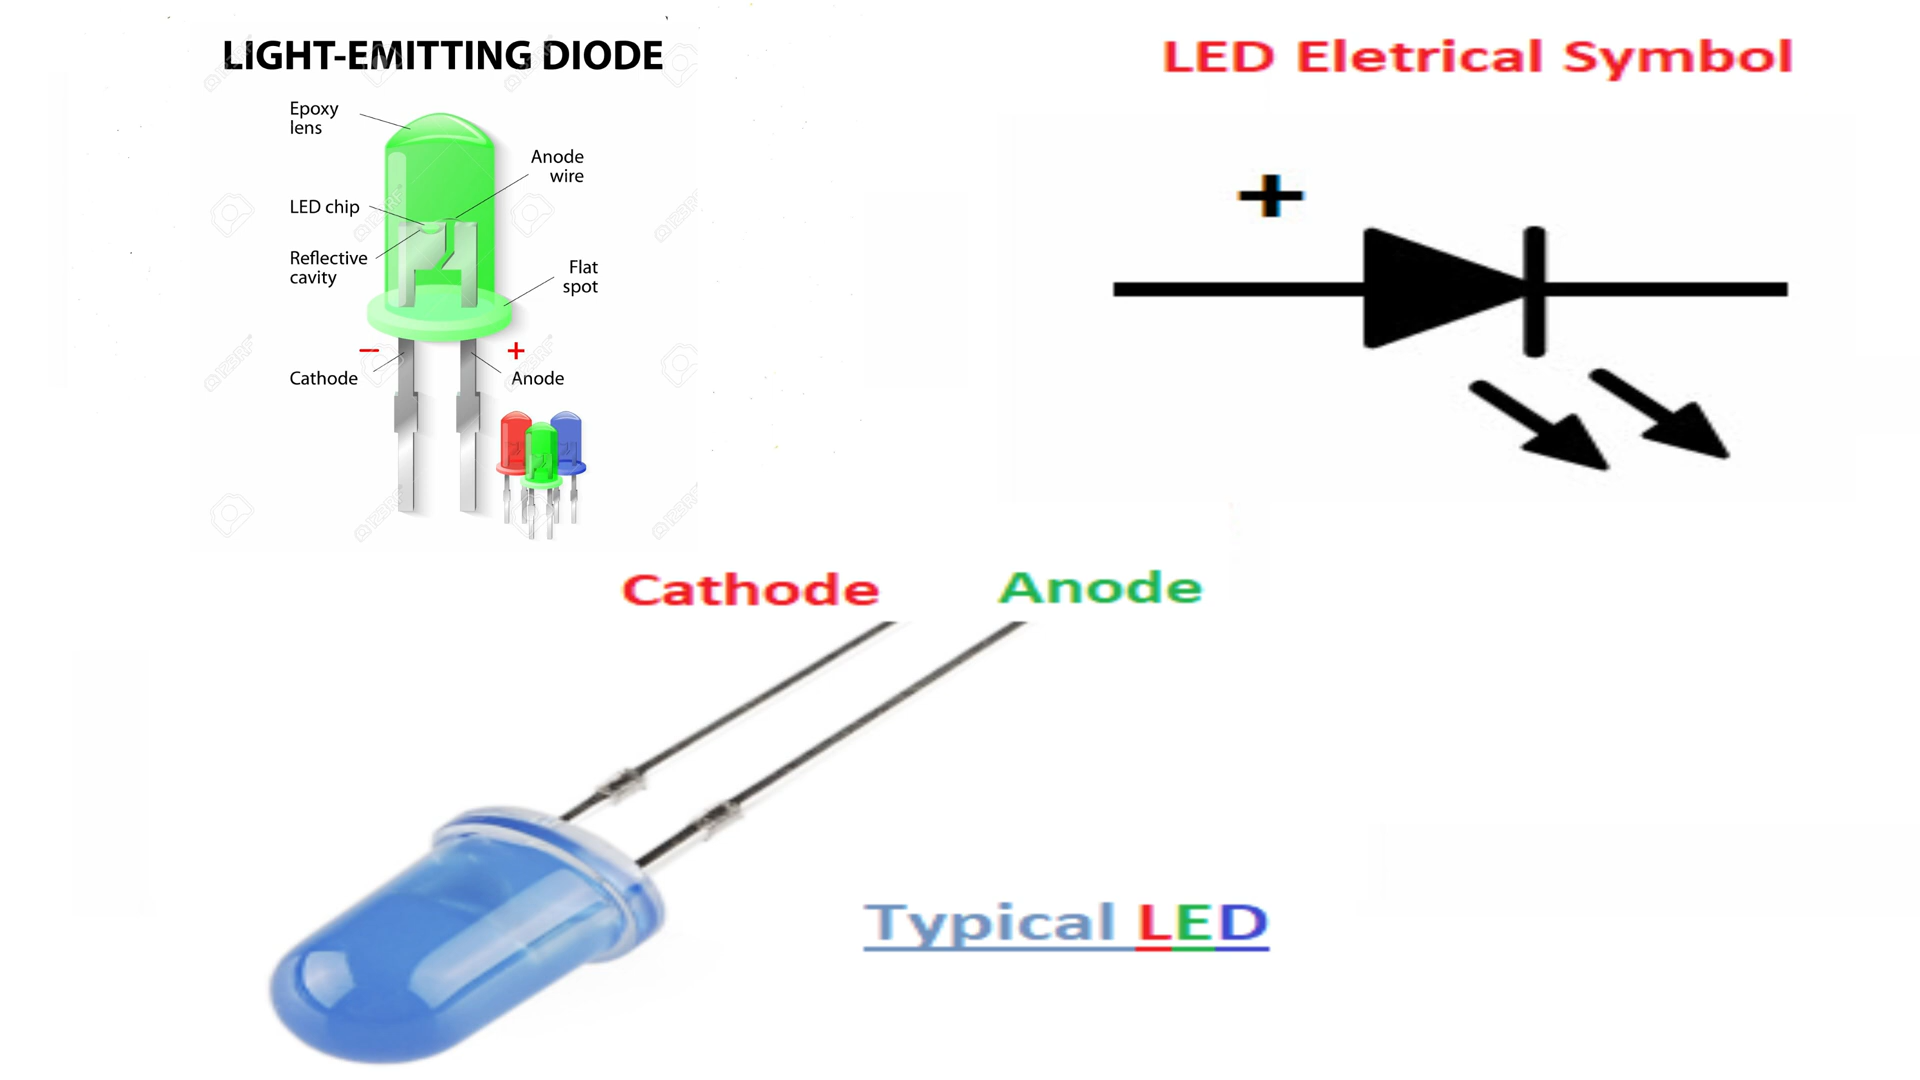 LIGHT-EMITTING DIODE
Epoxy
lens
Anode
wire
LED chip
Reflective
cavity
Flat
spot
− +
Cathode
Anode
LED Eletrical Symbol
+
Cathode Anode
Typical LED